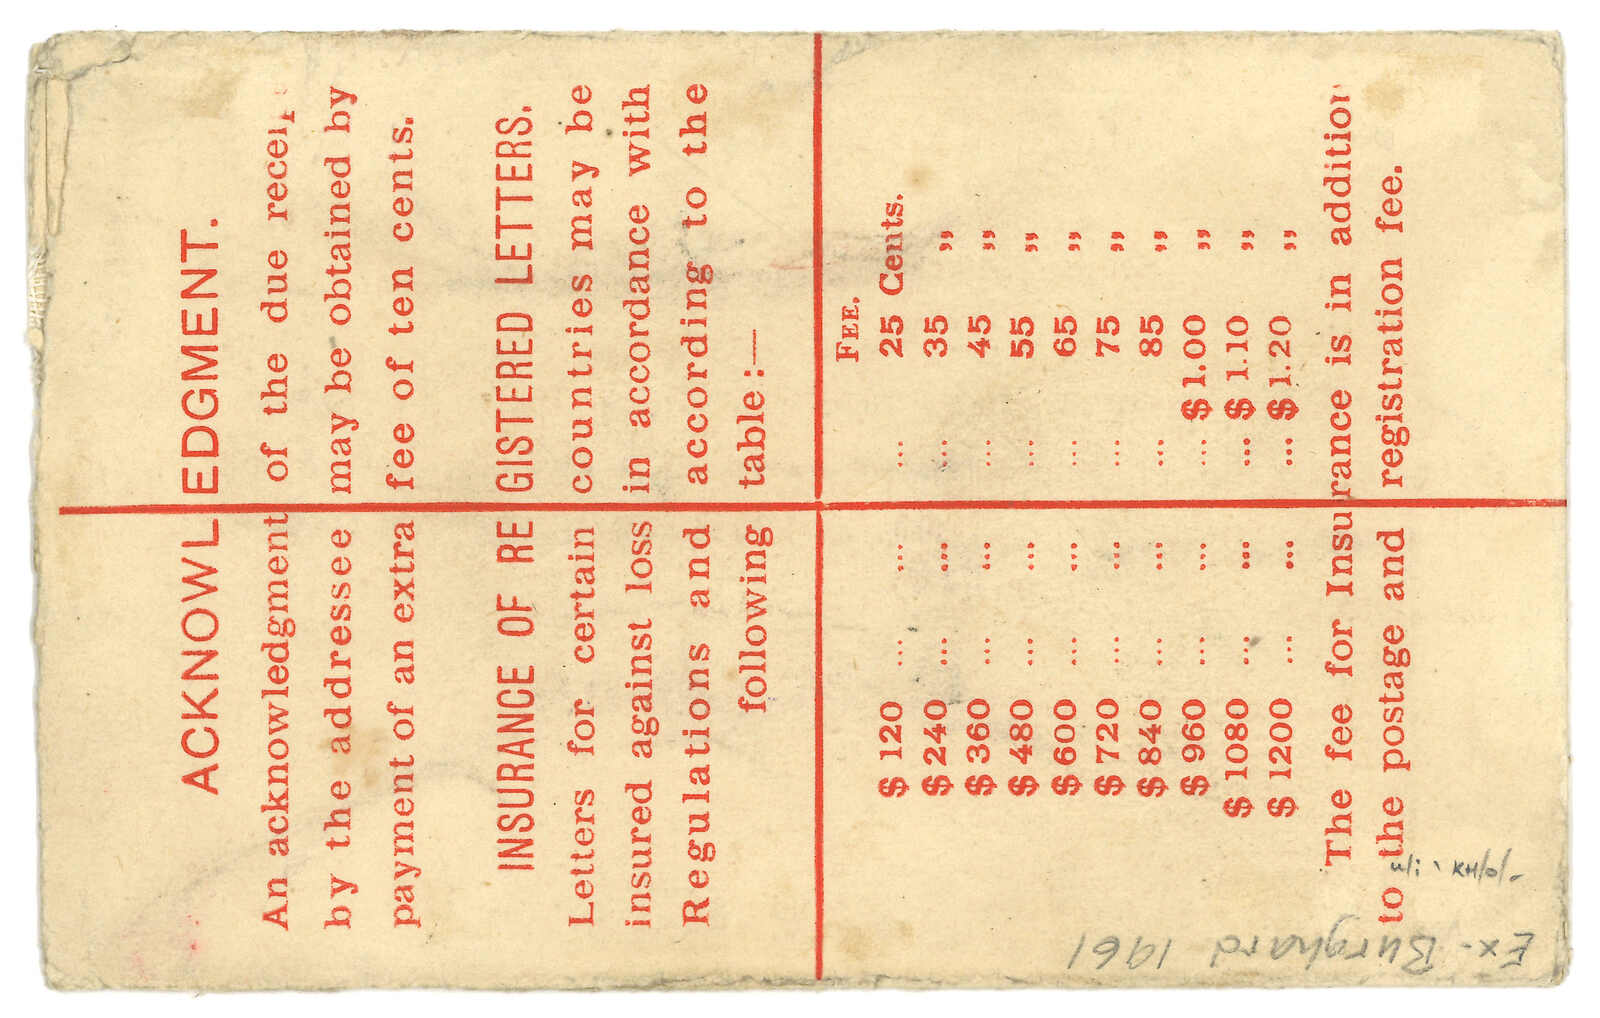 ACKNOWLEDGMENT.
An acknowledgment of the due receip
by the addressee may be obtained by
payment of an extra fee of ten cents.
INSURANCE OF REGISTERED LETTERS.
Letters for certain countries may be
insured against loss in accordance with
Regulations and according to the
following table:—
FEE.
$ 120 ... ... ... 25 Cents.
$ 240 ... ... ... 35 „
$ 360 ... ... ... 45 „
$ 480 ... ... ... 55 „
$ 600 ... ... ... 65 „
$ 720 ... ... ... 75 „
$ 840 ... ... ... 85 „
$ 960 ... ... ... $ 1.00 „
$ 1080 ... ... ... $ 1.10 „
$ 1200 ... ... ... $ 1.20 „
The fee for Insurance is in addition
to the postage and registration fee.
Ex- Burghard 1961